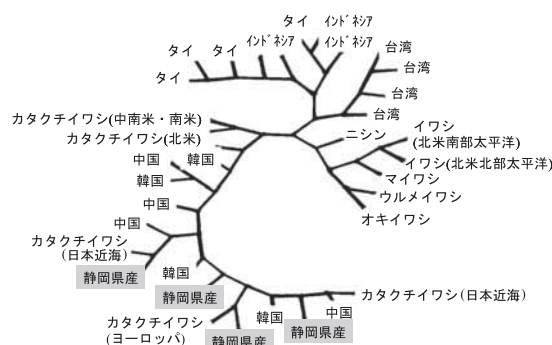 タイ
タイ
インドネシア
インドネシア
インドネシア
タイ
台湾
台湾
台湾
台湾
カタクチイワシ(中南米・南米)
カタクチイワシ(北米)
ニシン
イワシ
(北米南部太平洋)
イワシ(北米北部太平洋)
マイワシ
ウルメイワシ
オキイワシ
中国
韓国
韓国
中国
中国
カタクチイワシ
(日本近海)
静岡県産
韓国
静岡県産
カタクチイワシ
(ヨーロッパ)
静岡県産
韓国
静岡県産
中国
カタクチイワシ(日本近海)